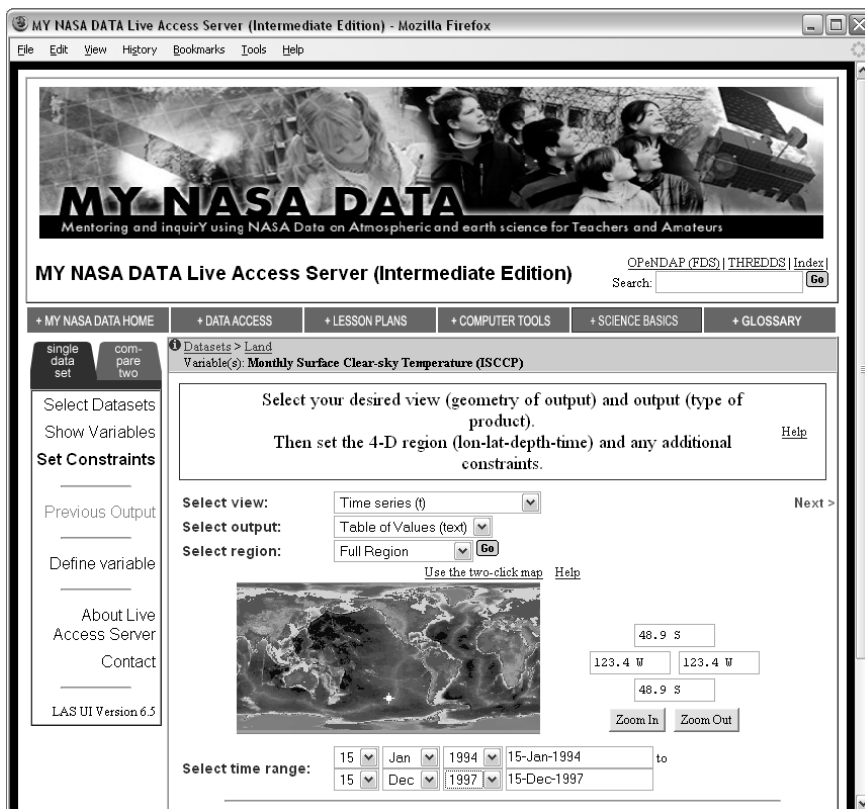 MY NASA DATA Live Access Server (Intermediate Edition) - Mozilla Firefox
File Edit View History Bookmarks Tools Help
MY NASA DATA
Mentoring and inquirY using NASA Data on Atmospheric and earth science for Teachers and Amateurs
MY NASA DATA Live Access Server (Intermediate Edition)
OPeNDAP (FDS) | THREDDS | Index |
Search: Go
+ MY NASA DATA HOME + DATA ACCESS + LESSON PLANS + COMPUTER TOOLS + SCIENCE BASICS + GLOSSARY
single data set
com-pare two
Select Datasets
Show Variables
Set Constraints
Previous Output
Define variable
About Live
Access Server
Contact
LAS UI Version 6.5
Datasets > Land
Variable(s): Monthly Surface Clear-sky Temperature (ISCCP)
Select your desired view (geometry of output) and output (type of
product).
Then set the 4-D region (lon-lat-depth-time) and any additional
constraints.
Help
Select view: Time series (t) Next >
Select output: Table of Values (text)
Select region: Full Region Go
Use the two-click map Help
48.9 S
123.4 W 123.4 W
48.9 S
Zoom In Zoom Out
Select time range:
15 Jan 1994 15-Jan-1994 to
15 Dec 1997 15-Dec-1997